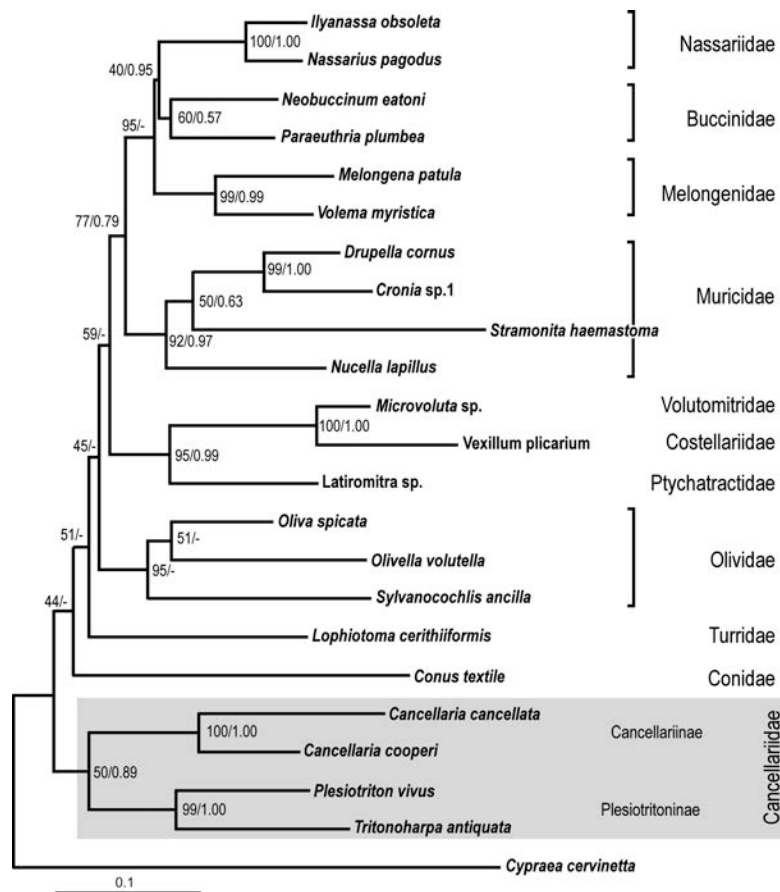 Ilyanassa obsoleta
100/1.00
Nassariidae
Nassarius pagodus
40/0.95
Neobuccinum eatoni
60/0.57
Buccinidae
95/-
Paraeuthria plumbea
Melongena patula
99/0.99
Melongenidae
Volema myristica
77/0.79
Drupella cornus
99/1.00
Cronia sp.1
50/0.63
Muricidae
Stramonita haemastoma
92/0.97
59/-
Nucella lapillus
Microvoluta sp.
Volutomitridae
100/1.00
Vexillum plicarium
Costellariidae
45/-
95/0.99
Latiromitra sp.
Ptychatractidae
Oliva spicata
51/-
51/-
Olivella volutella
Olividae
95/-
Sylvanocochlis ancilla
44/-
Lophiotoma cerithiiformis
Turridae
Conus textile
Conidae
Cancellaria cancellata
100/1.00
Cancellariinae
Cancellaria cooperi
Cancellariidae
50/0.89
Plesiotriton vivus
99/1.00
Plesiotritoninae
Tritonoharpa antiquata
Cypraea cervinetta
0.1